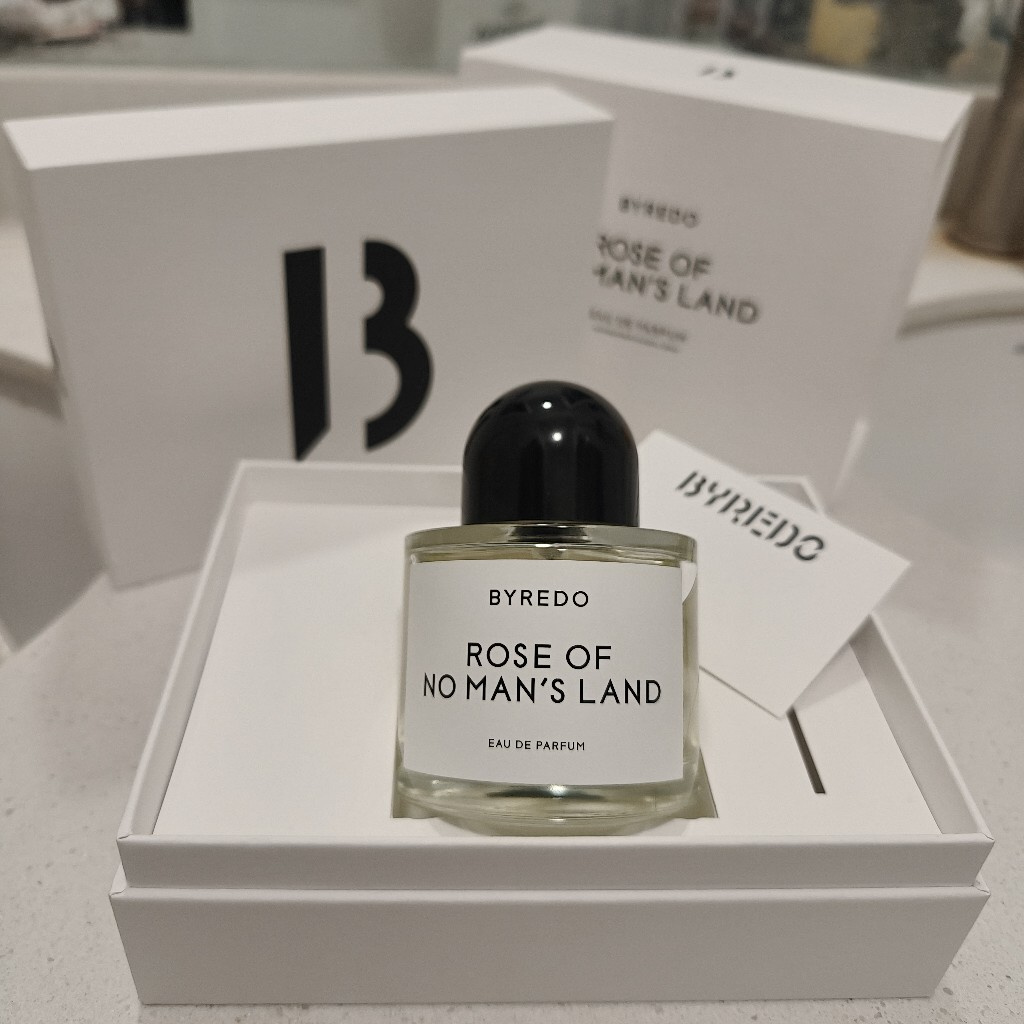 B
BYREDO
ROSE OF
MAN'S LAND
EAU DE PARFUM
BYREDO
BYREDO
ROSE OF
NO MAN'S LAND
EAU DE PARFUM